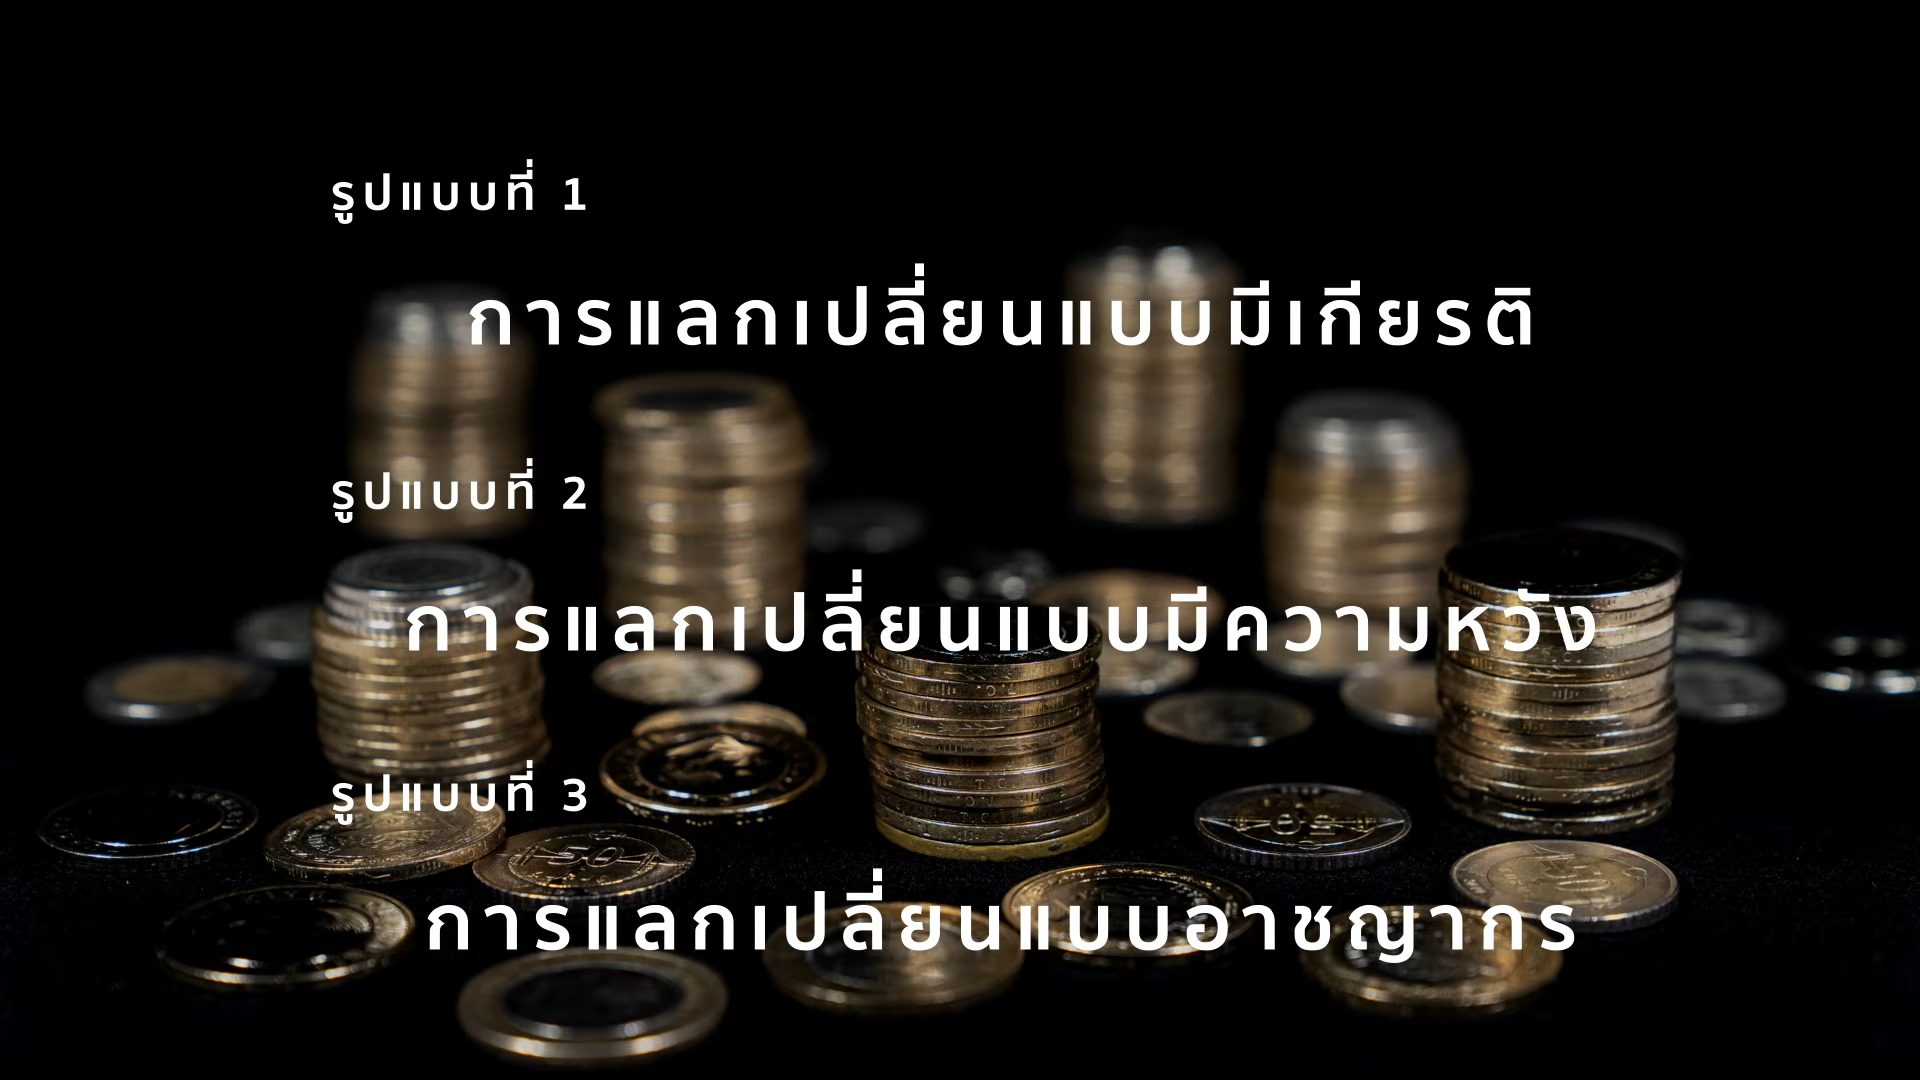 รูปแบบที่ 1
การแลกเปลี่ยนแบบมีเกียรติ
รูปแบบที่ 2
การแลกเปลี่ยนแบบมีความหวัง
รูปแบบที่ 3
การแลกเปลี่ยนแบบอาชญากร
50